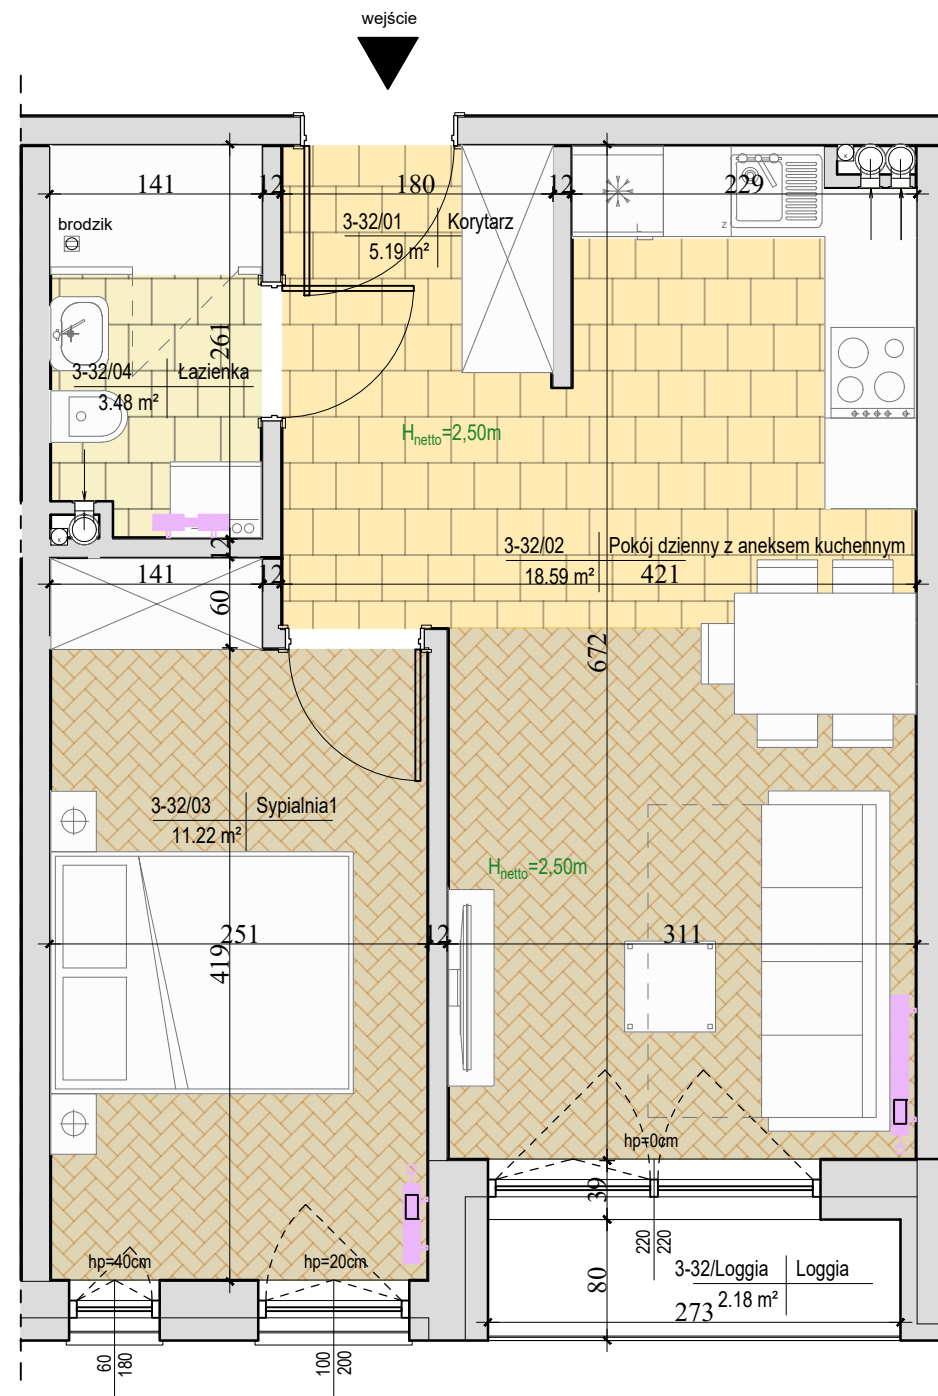 wejście
141
12
180
12
229
brodzik
3-32/01 Korytarz
5.19 m²
261
3-32/04 Łazienka
3.48 m²
Hnetto=2,50m
12
3-32/02 Pokój dzienny z aneksem kuchennym
18.59 m²
141
12
421
60
672
3-32/03 Sypialnia1
11.22 m²
Hnetto=2,50m
251
12
311
419
hp=0cm
39
hp=40cm
hp=20cm
220
220
80
3-32/Loggia Loggia
2.18 m²
273
60
180
100
200